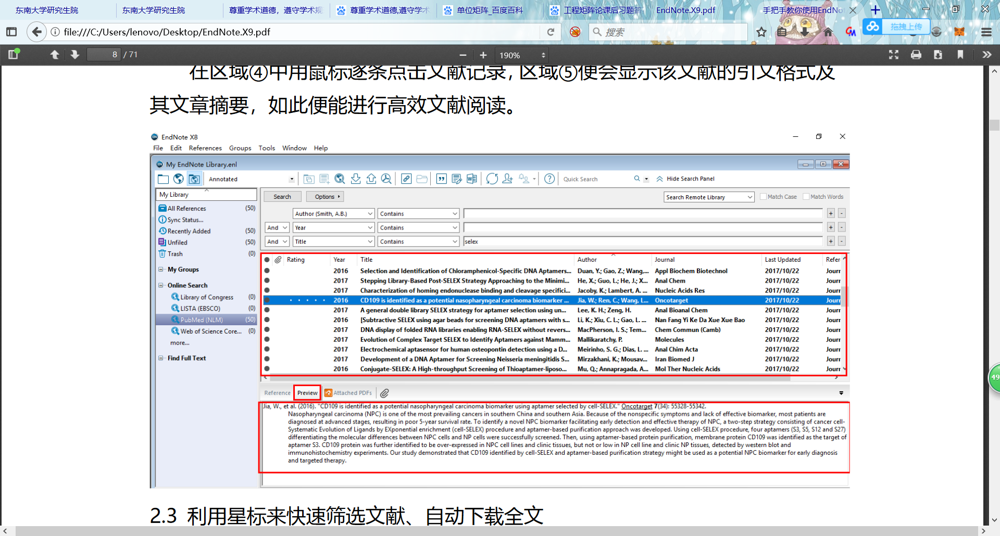 东南大学研究生院
东南大学研究生院
尊重学术道德，遵守学术规
尊重学术道德,遵守学术
单位矩阵_百度百科
工程矩阵论课后习题答
EndNote.X9.pdf
手把手教你使用EndNo
file:///C:/Users/lenovo/Desktop/EndNote.X9.pdf
搜索
拖拽上传
8 / 71
190%
在区域④中用鼠标逐条点击文献记录，区域⑤便会显示该文献的引文格式及
其文章摘要，如此便能进行高效文献阅读。
EndNote X8
File Edit References Groups Tools Window Help
My EndNote Library.enl
Annotated
Quick Search
Hide Search Panel
My Library
All References (50)
Sync Status...
Recently Added (50)
Unfiled (50)
Trash (0)
My Groups
Online Search
Library of Congress (0)
LISTA (EBSCO) (0)
PubMed (NLM) (50)
Web of Science Core... (0)
more...
Find Full Text
Search Options Search Remote Library Match Case Match Words
Author (Smith, A.B.) Contains + -
And Year Contains + -
And Title Contains selex + -
Rating Year Title Author Journal Last Updated Refer
2016 Selection and Identification of Chloramphenicol-Specific DNA Aptamers... Duan, Y.; Gao, Z.; Wang,... Appl Biochem Biotechnol 2017/10/22 Jourr
2017 Stepping Library-Based Post-SELEX Strategy Approaching to the Minimi... He, X.; Guo, L.; He, J.; X... Anal Chem 2017/10/22 Jourr
2017 Characterization of homing endonuclease binding and cleavage specifici... Jacoby, K.; Lambert, A. ... Nucleic Acids Res 2017/10/22 Jourr
2016 CD109 is identified as a potential nasopharyngeal carcinoma biomarker ... Jia, W.; Ren, C.; Wang, L... Oncotarget 2017/10/22 Jourr
2017 A general double library SELEX strategy for aptamer selection using un... Lee, K. H.; Zeng, H. Anal Bioanal Chem 2017/10/22 Jourr
2016 [Subtractive SELEX using agar beads for screening DNA aptamers with s... Li, K.; Xiu, C. L.; Gao, L. ... Nan Fang Yi Ke Da Xue Xue Bao 2017/10/22 Jourr
2017 DNA display of folded RNA libraries enabling RNA-SELEX without revers... MacPherson, I. S.; Tem... Chem Commun (Camb) 2017/10/22 Jourr
2017 Evolution of Complex Target SELEX to Identify Aptamers against Mamm... Mallikaratchy, P. Molecules 2017/10/22 Jourr
2017 Electrochemical aptasensor for human osteopontin detection using a D... Meirinho, S. G.; Dias, L. ... Anal Chim Acta 2017/10/22 Jourr
2017 Development of a DNA Aptamer for Screening Neisseria meningitidis S... Mirzakhani, K.; Mousav... Iran Biomed J 2017/10/22 Jourr
2016 Conjugate-SELEX: A High-throughput Screening of Thioaptamer-liposo... Mu, Q.; Annapragada, A... Mol Ther Nucleic Acids 2017/10/22 Jourr
Reference Preview Attached PDFs
Jia, W., et al. (2016). "CD109 is identified as a potential nasopharyngeal carcinoma biomarker using aptamer selected by cell-SELEX." Oncotarget 7(34): 55328-55342.
Nasopharyngeal carcinoma (NPC) is one of the most prevailing cancers in southern China and southern Asia. Because of the nonspecific symptoms and lack of effective biomarker, most patients are
diagnosed at advanced stages, resulting in poor 5-year survival rate. To identify a novel NPC biomarker facilitating early detection and effective therapy of NPC, a two-step strategy consisting of cancer cell-
Systematic Evolution of Ligands by EXponential enrichment (cell-SELEX) procedure and aptamer-based purification approach was developed. Using cell-SELEX procedure, four aptamers (S3, S5, S12 and S27)
differentiating the molecular differences between NPC cells and NP cells were successfully screened. Then, using aptamer-based protein purification, membrane protein CD109 was identified as the target of
aptamer S3. CD109 protein was further identified to be over-expressed in NPC cell lines and clinic tissues, but not or low in NP cell line and clinic NP tissues, detected by western blot and
immunohistochemistry experiments. Our study demonstrated that CD109 identified by cell-SELEX and aptamer-based purification strategy might be used as a potential NPC biomarker for early diagnosis
and targeted therapy.
49
2.3 利用星标来快速筛选文献、自动下载全文